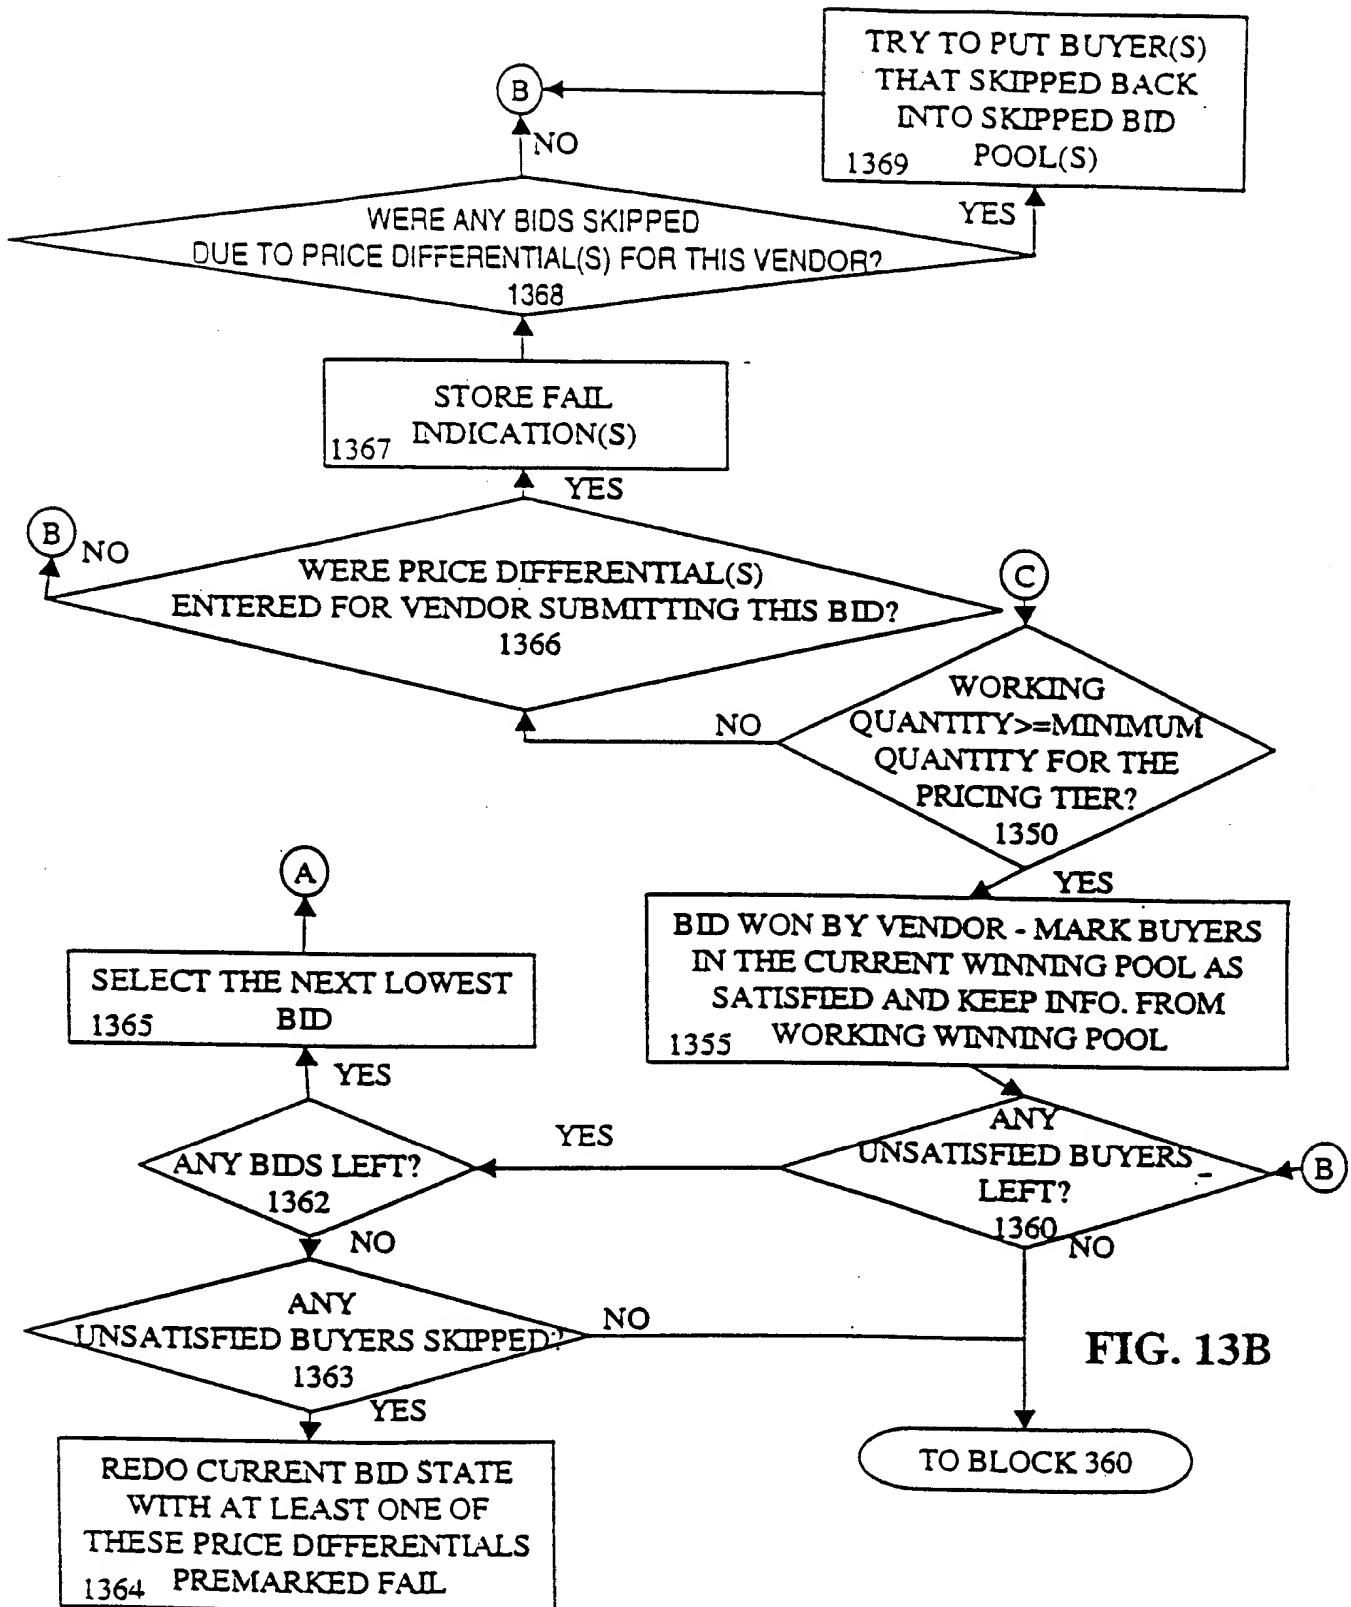 TRY TO PUT BUYER(S)
THAT SKIPPED BACK
INTO SKIPPED BID
POOL(S)
1369
B
NO
YES
WERE ANY BIDS SKIPPED
DUE TO PRICE DIFFERENTIAL(S) FOR THIS VENDOR?
1368
STORE FAIL
INDICATION(S)
1367
YES
B
NO
WERE PRICE DIFFERENTIAL(S)
ENTERED FOR VENDOR SUBMITTING THIS BID?
1366
C
WORKING
QUANTITY>=MINIMUM
QUANTITY FOR THE
PRICING TIER?
1350
NO
YES
A
BID WON BY VENDOR - MARK BUYERS
IN THE CURRENT WINNING POOL AS
SATISFIED AND KEEP INFO. FROM
WORKING WINNING POOL
1355
SELECT THE NEXT LOWEST
BID
1365
YES
ANY
UNSATISFIED BUYERS
LEFT?
1360
B
YES
NO
ANY BIDS LEFT?
1362
NO
ANY
UNSATISFIED BUYERS SKIPPED?
1363
NO
YES
FIG. 13B
TO BLOCK 360
REDO CURRENT BID STATE
WITH AT LEAST ONE OF
THESE PRICE DIFFERENTIALS
PREMARKED FAIL
1364